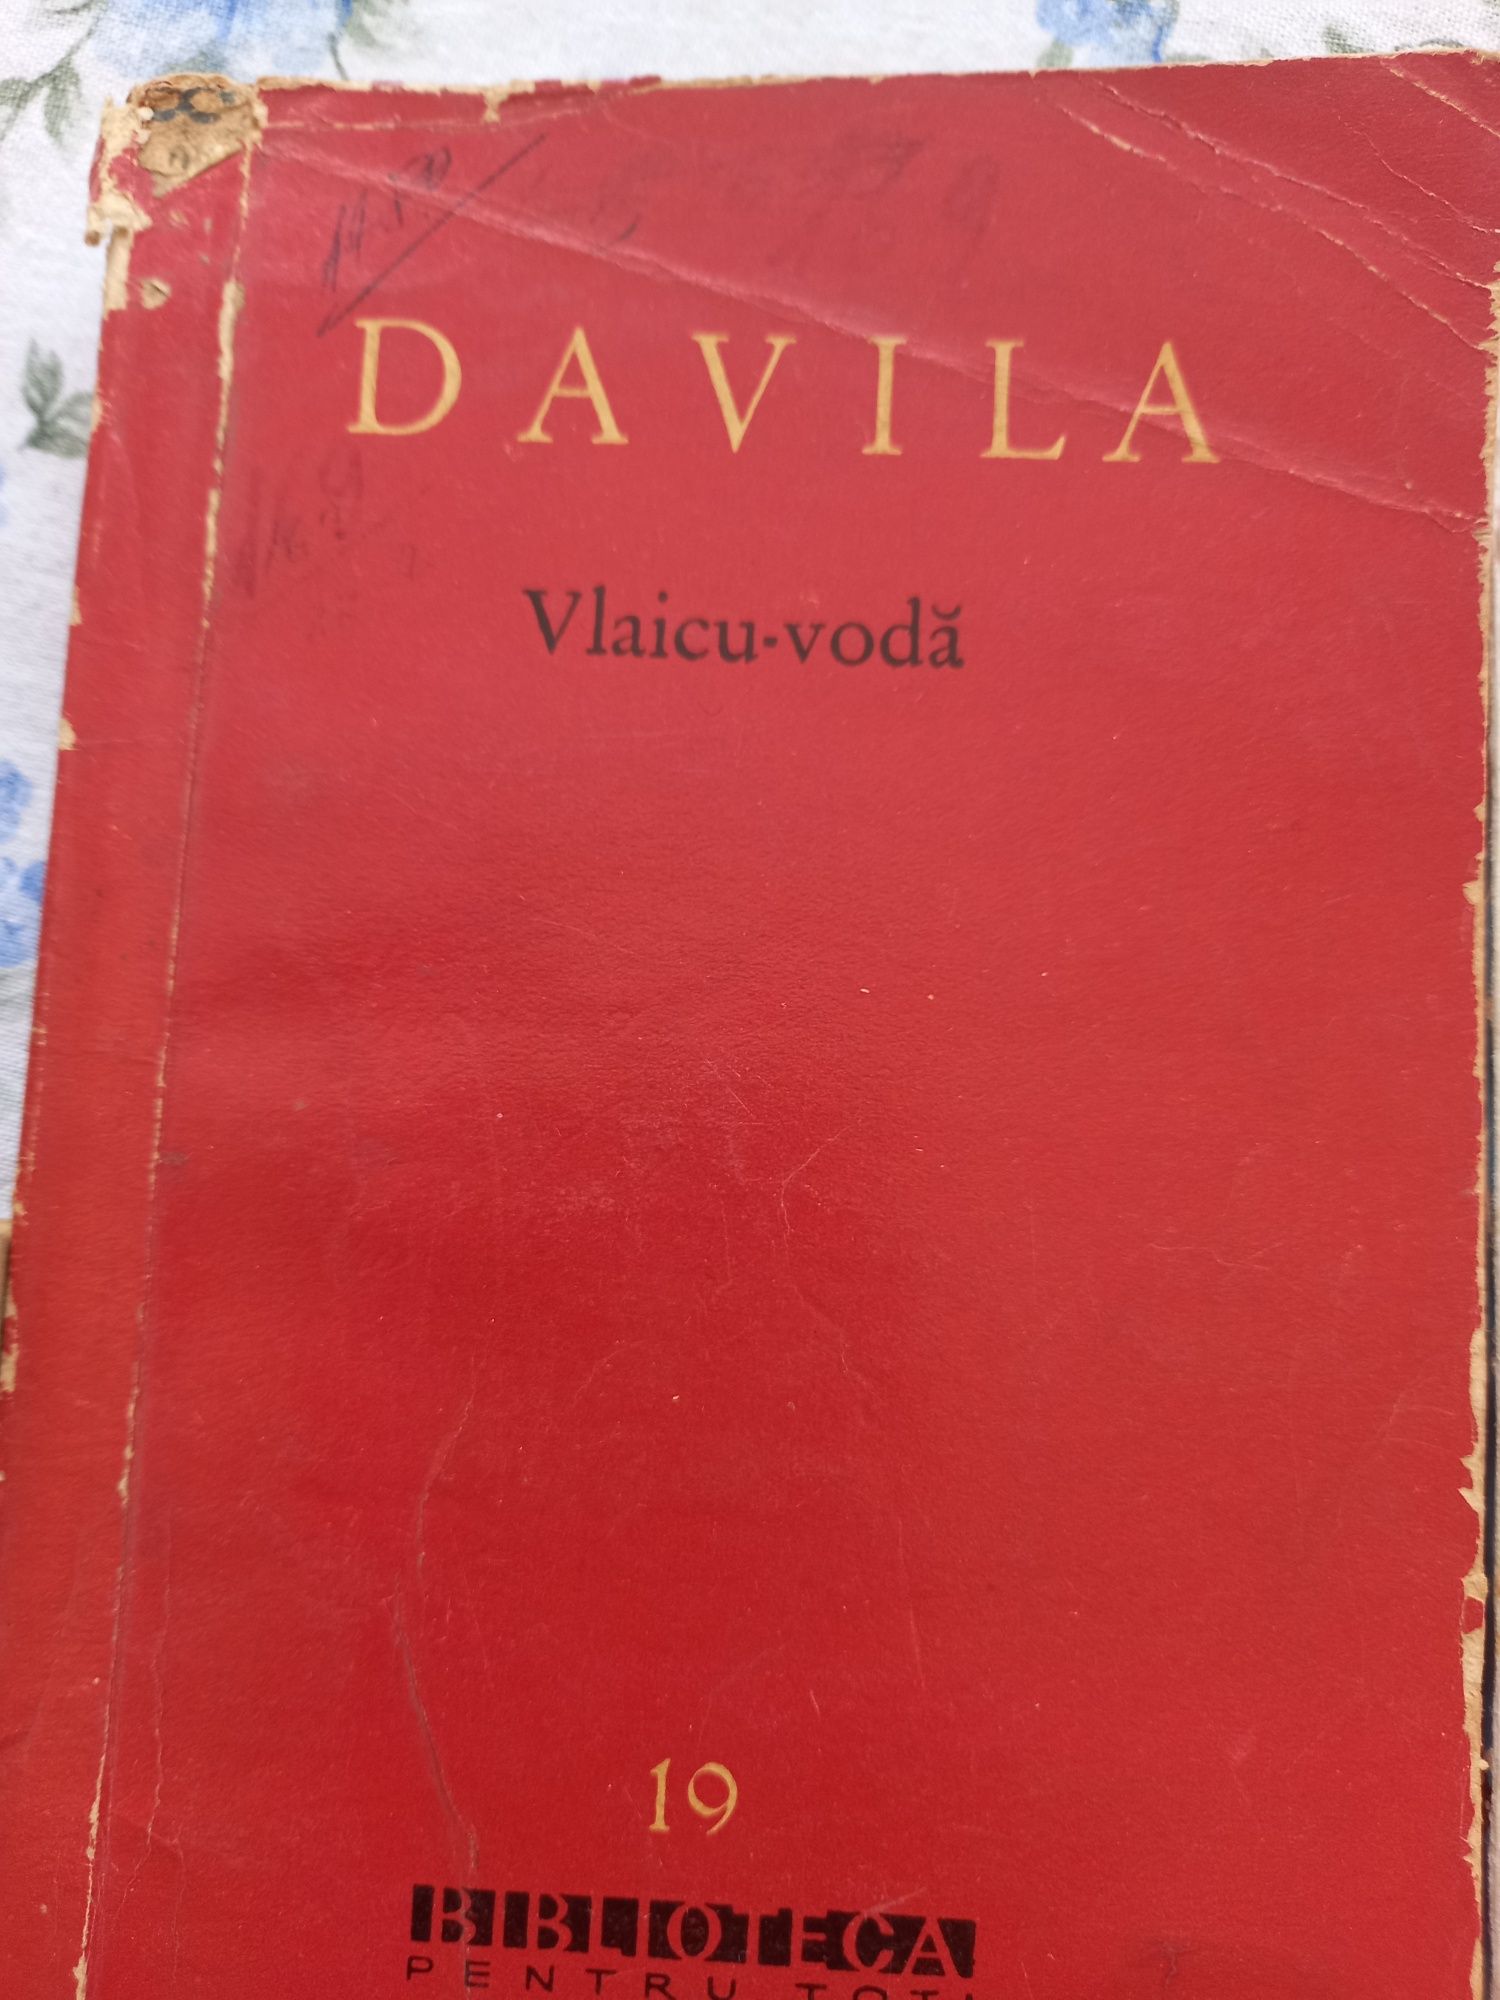 DAVILA
Vlaicu-vodă
19
BIBLIOTECA
PENTRU TOȚI